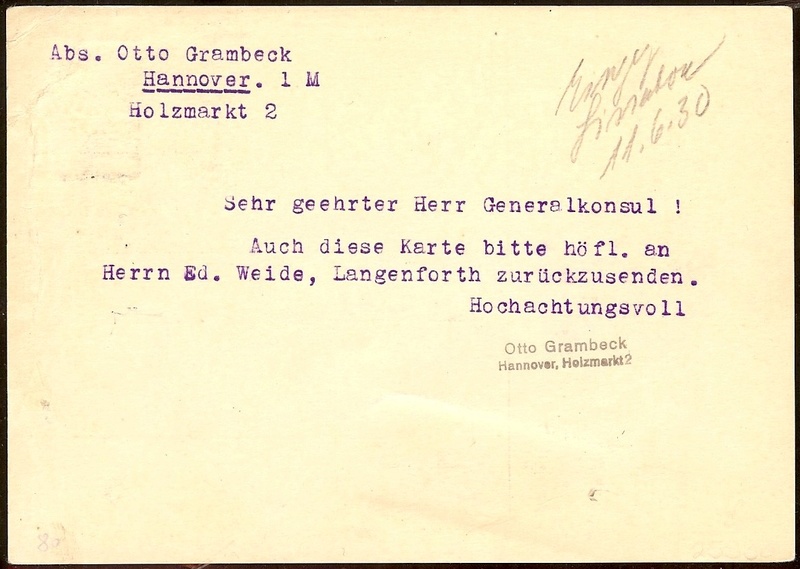 Abs. Otto Grambeck
Hannover. 1 M
Holzmarkt 2
11.6.30
Sehr geehrter Herr Generalkonsul !
Auch diese Karte bitte höfl. an
Herrn Ed. Weide, Langenforth zurückzusenden.
Hochachtungsvoll
Otto Grambeck
Hannover, Holzmarkt 2
80